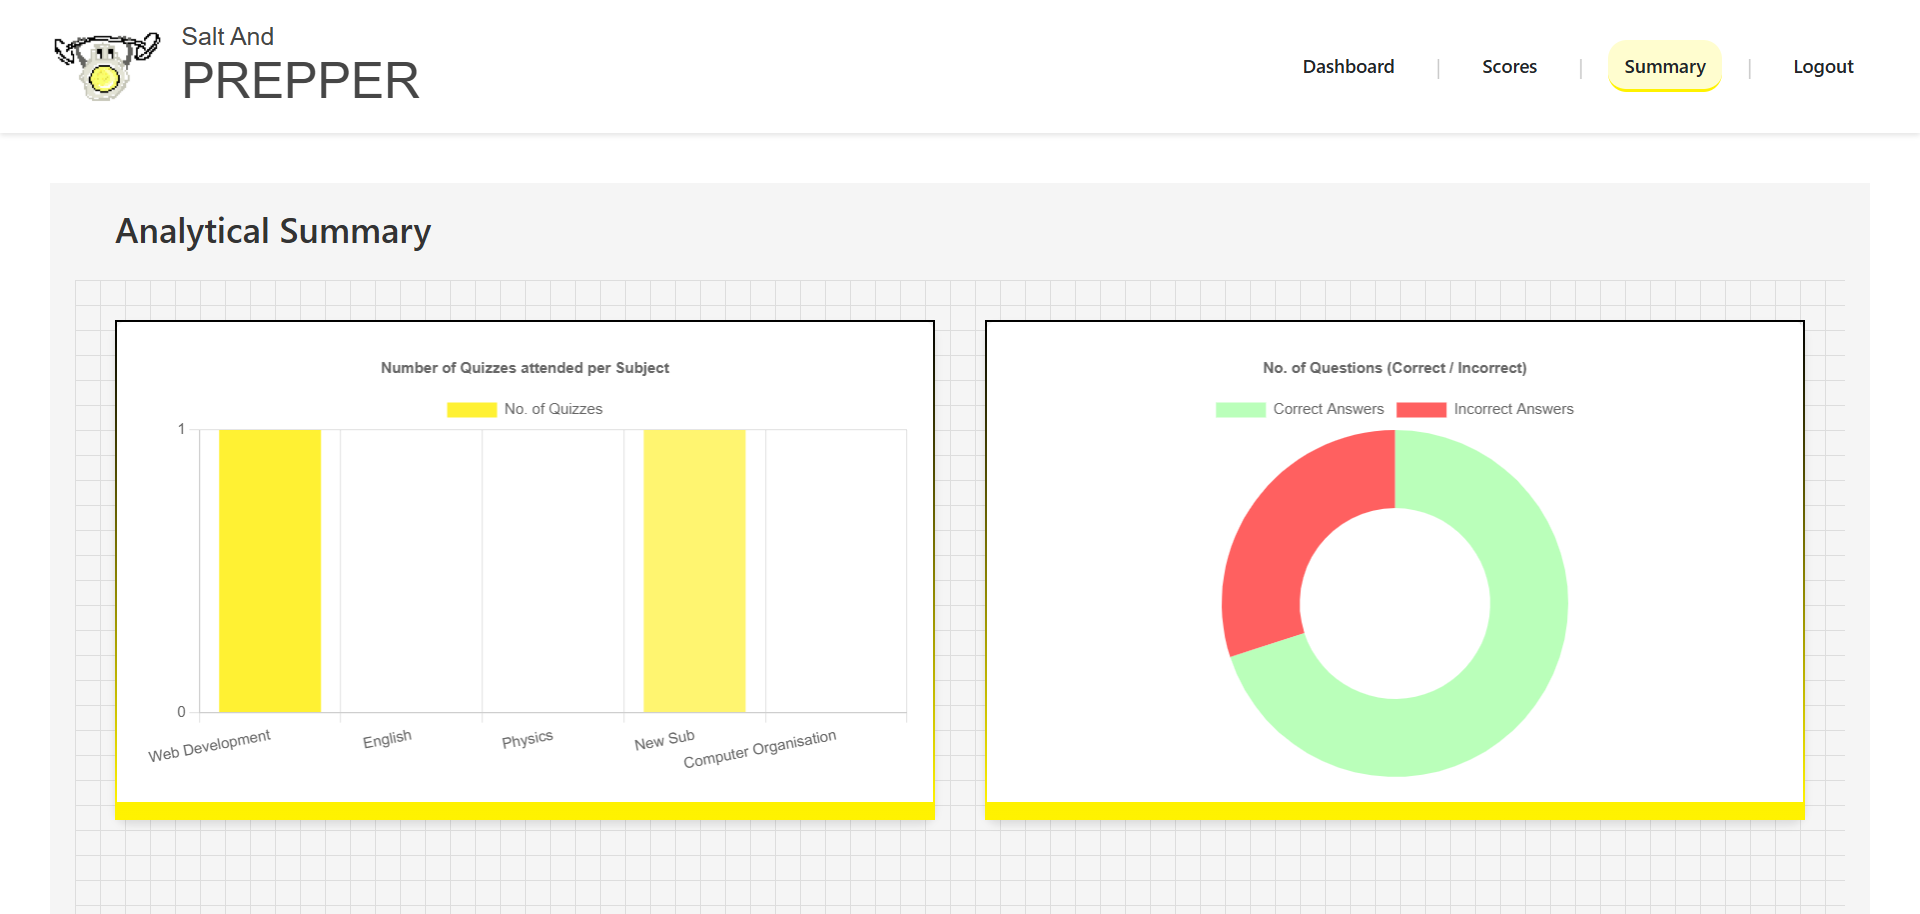 Salt And
PREPPER
Dashboard | Scores | Summary | Logout
Analytical Summary
Number of Quizzes attended per Subject
No. of Quizzes
1
0
Web Development
English
Physics
New Sub
Computer Organisation
No. of Questions (Correct / Incorrect)
Correct Answers
Incorrect Answers